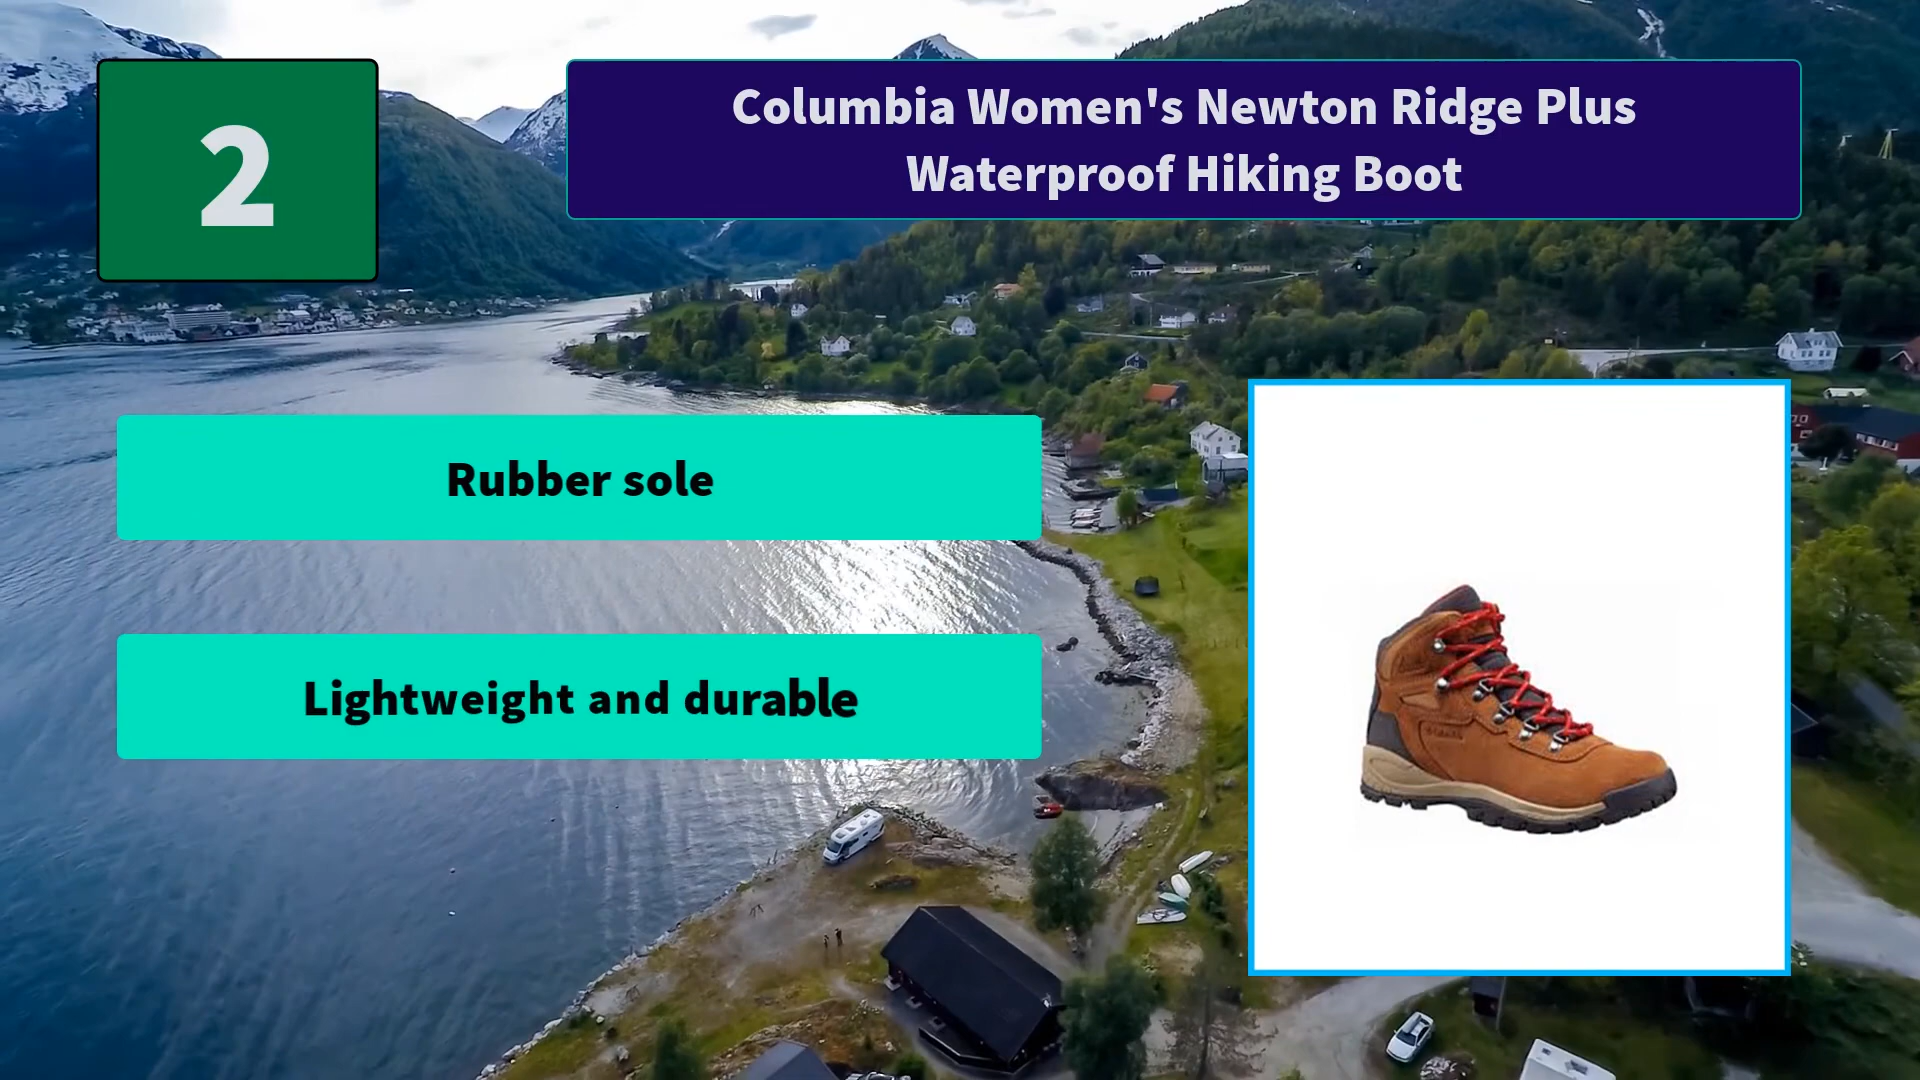 2
Columbia Women's Newton Ridge Plus
Waterproof Hiking Boot
Rubber sole
Lightweight and durable